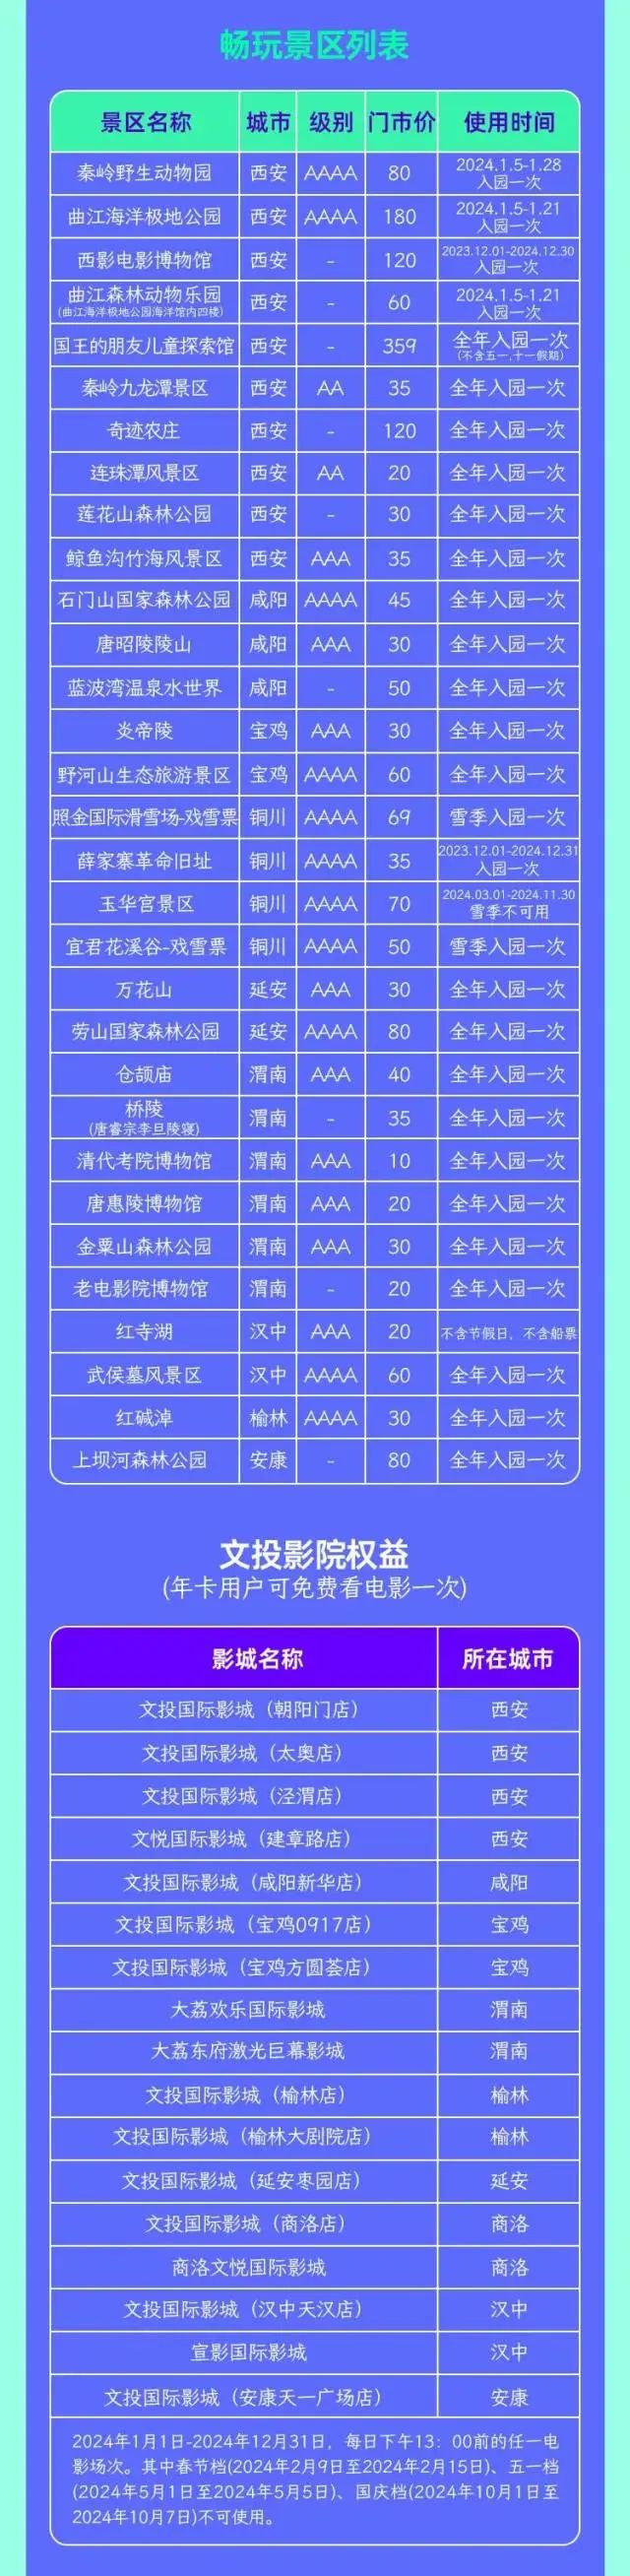 畅玩景区列表
景区名称 城市 级别 门市价 使用时间
秦岭野生动物园 西安 AAAA 80 2024.1.5-1.28
入园一次
曲江海洋极地公园 西安 AAAA 180 2024.1.5-1.21
入园一次
西影电影博物馆 西安 - 120 2023.12.01-2024.12.30
入园一次
曲江森林动物乐园 西安 - 60 2024.1.5-1.21
(曲江海洋极地公园海洋馆内四楼) 入园一次
国王的朋友儿童探索馆 西安 - 359 全年入园一次
(不含五一,十一假期)
秦岭九龙潭景区 西安 AA 35 全年入园一次
奇迹农庄 西安 - 120 全年入园一次
连珠潭风景区 西安 AA 20 全年入园一次
莲花山森林公园 西安 - 30 全年入园一次
鲸鱼沟竹海风景区 西安 AAA 35 全年入园一次
石门山国家森林公园 咸阳 AAAA 45 全年入园一次
唐昭陵陵山 咸阳 AAA 30 全年入园一次
蓝波湾温泉水世界 咸阳 - 50 全年入园一次
炎帝陵 宝鸡 AAA 30 全年入园一次
野河山生态旅游景区 宝鸡 AAAA 60 全年入园一次
照金国际滑雪场-戏雪票 铜川 AAAA 69 雪季入园一次
薛家寨革命旧址 铜川 AAAA 35 2023.12.01-2024.12.31
入园一次
玉华宫景区 铜川 AAAA 70 2024.03.01-2024.11.30
雪季不可用
宜君花溪谷-戏雪票 铜川 AAAA 50 雪季入园一次
万花山 延安 AAA 30 全年入园一次
劳山国家森林公园 延安 AAAA 80 全年入园一次
仓颉庙 渭南 AAA 40 全年入园一次
桥陵
(唐睿宗李旦陵寝) 渭南 - 35 全年入园一次
清代考院博物馆 渭南 AAA 10 全年入园一次
唐惠陵博物馆 渭南 AAA 20 全年入园一次
金粟山森林公园 渭南 AAA 30 全年入园一次
老电影院博物馆 渭南 - 20 全年入园一次
红寺湖 汉中 AAA 20 不含节假日，不含船票
武侯墓风景区 汉中 AAAA 60 全年入园一次
红碱淖 榆林 AAAA 30 全年入园一次
上坝河森林公园 安康 - 80 全年入园一次
文投影院权益
(年卡用户可免费看电影一次)
影城名称 所在城市
文投国际影城（朝阳门店） 西安
文投国际影城（太奥店） 西安
文投国际影城（泾渭店） 西安
文悦国际影城（建章路店） 西安
文投国际影城（咸阳新华店） 咸阳
文投国际影城（宝鸡0917店） 宝鸡
文投国际影城（宝鸡方圆荟店） 宝鸡
大荔欢乐国际影城 渭南
大荔东府激光巨幕影城 渭南
文投国际影城（榆林店） 榆林
文投国际影城（榆林大剧院店） 榆林
文投国际影城（延安枣园店） 延安
文投国际影城（商洛店） 商洛
商洛文悦国际影城 商洛
文投国际影城（汉中天汉店） 汉中
宣影国际影城 汉中
文投国际影城（安康天一广场店） 安康
2024年1月1日-2024年12月31日，每日下午13：00前的任一电
影场次。其中春节档(2024年2月9日至2024年2月15日)、五一档
(2024年5月1日至2024年5月5日)、国庆档(2024年10月1日至
2024年10月7日)不可使用。